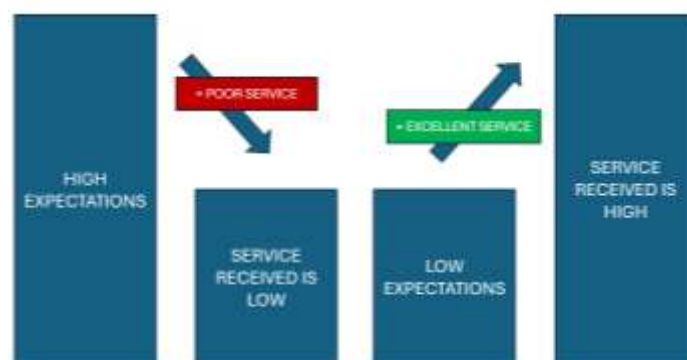 = POOR SERVICE
= EXCELLENT SERVICE
HIGH
EXPECTATIONS
SERVICE
RECEIVED IS
LOW
LOW
EXPECTATIONS
SERVICE
RECEIVED IS
HIGH